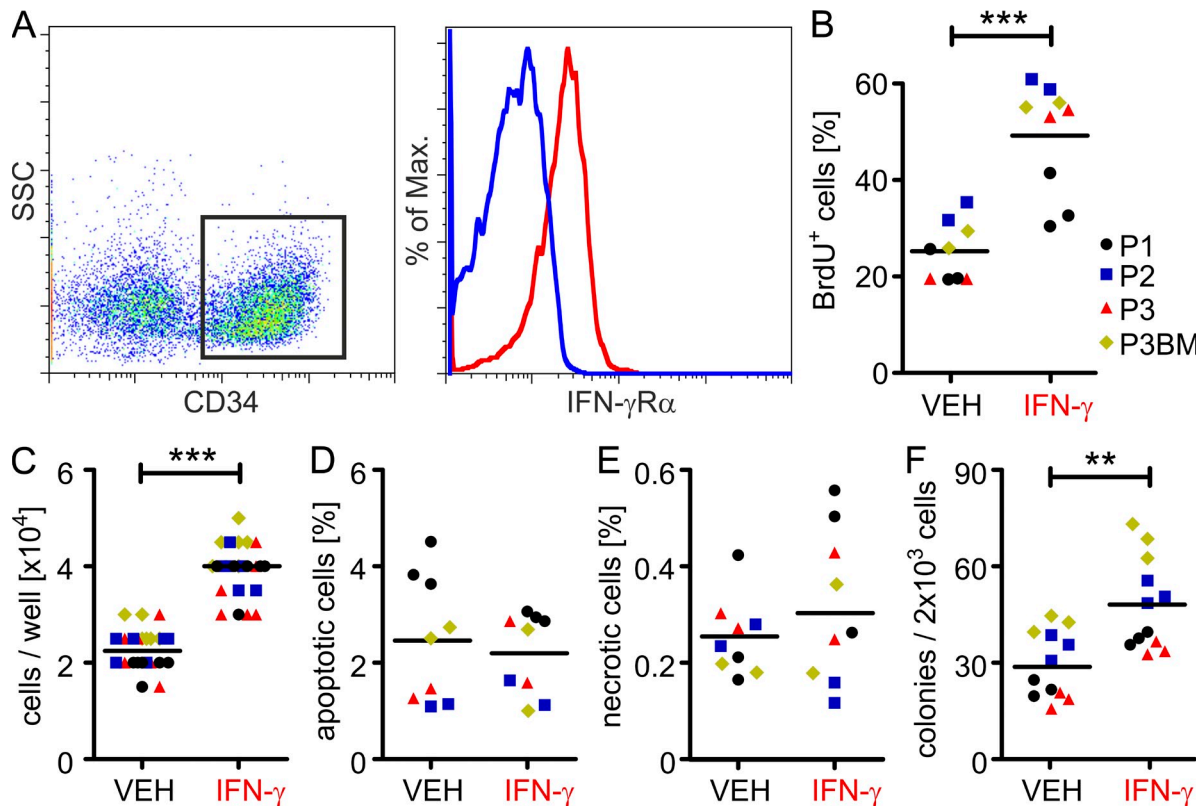 A
SSC
CD34
% of Max.
IFN-γRα
B
***
BrdU⁺ cells [%]
60
40
20
0
VEH
IFN-γ
P1
P2
P3
P3BM
C
***
cells / well [x10⁴]
6
4
2
0
VEH
IFN-γ
D
apoptotic cells [%]
6
4
2
0
VEH
IFN-γ
E
necrotic cells [%]
0.6
0.4
0.2
0
VEH
IFN-γ
F
**
colonies / 2x10³ cells
90
60
30
0
VEH
IFN-γ